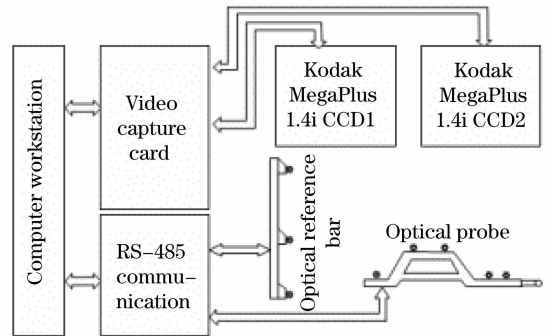 Computer workstation
Video
capture
card
Kodak
MegaPlus
1.4i CCD1
Kodak
MegaPlus
1.4i CCD2
RS-485
commu-
nication
Optical reference
bar
Optical probe